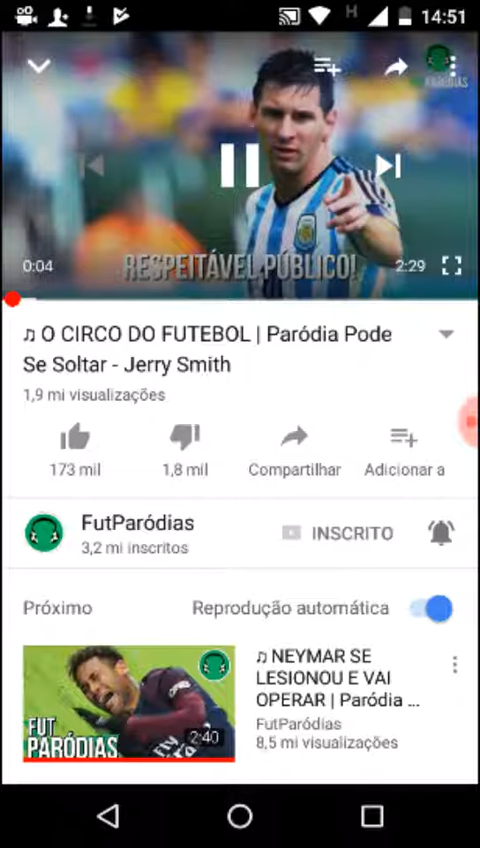 H 14:51
PARÓDIAS
RESPEITÁVEL PÚBLICO!
0:04
2:29
♫ O CIRCO DO FUTEBOL | Paródia Pode
Se Soltar - Jerry Smith
1,9 mi visualizações
173 mil
1,8 mil
Compartilhar
Adicionar a
FutParódias
3,2 mi inscritos
INSCRITO
Próximo
Reprodução automática
FUT
PARÓDIAS
2:40
♫ NEYMAR SE
LESIONOU E VAI
OPERAR | Paródia ...
FutParódias
8,5 mi visualizações